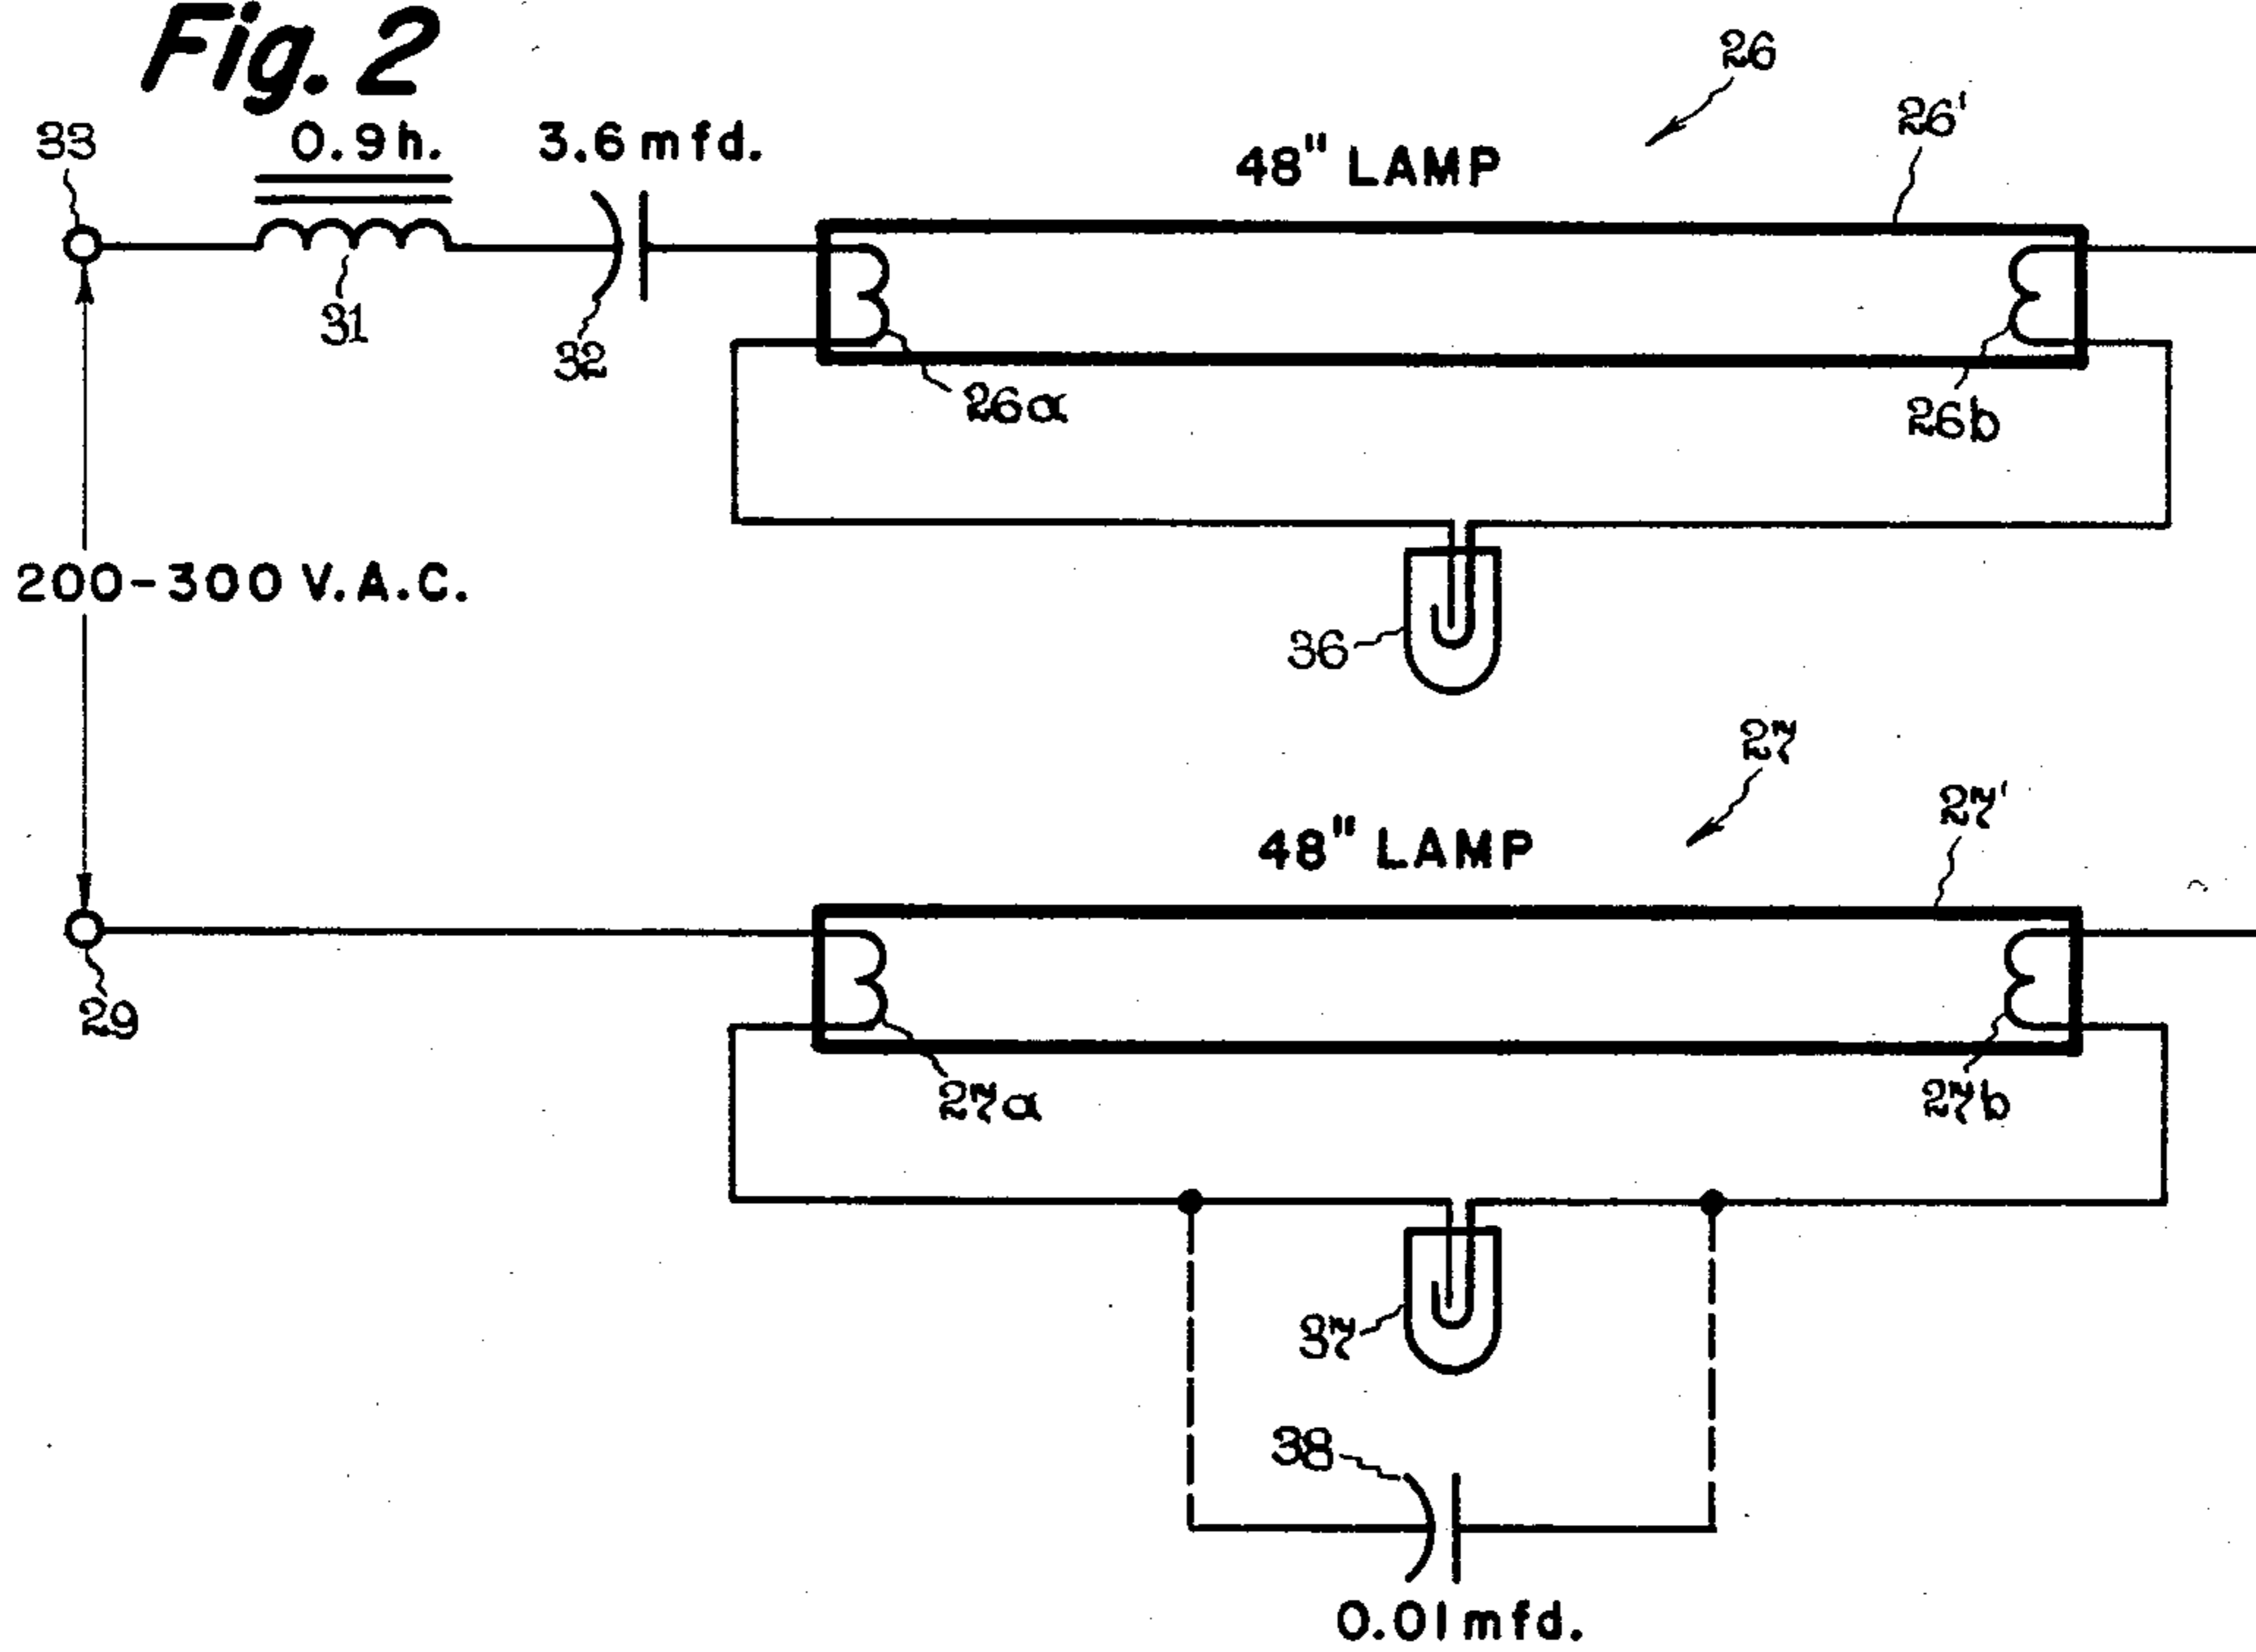 Fig. 2
33
0.9h.
3.6 mfd.
26
26'
48" LAMP
31
32
26a
26b
200-300 V.A.C.
36
27
27'
48" LAMP
29
27a
27b
37
38
0.01 mfd.